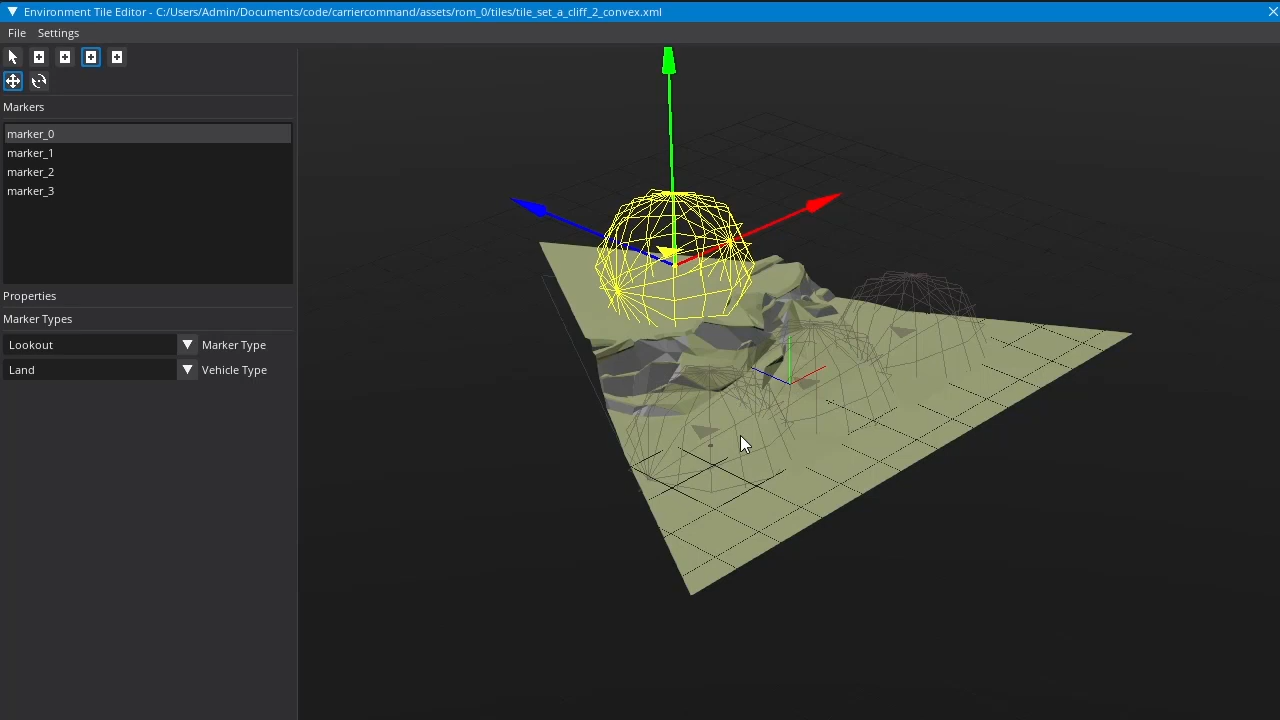 Environment Tile Editor - C:/Users/Admin/Documents/code/carriercommand/assets/rom_0/tiles/tile_set_a_cliff_2_convex.xml
File Settings
Markers
marker_0
marker_1
marker_2
marker_3
Properties
Marker Types
Lookout Marker Type
Land Vehicle Type